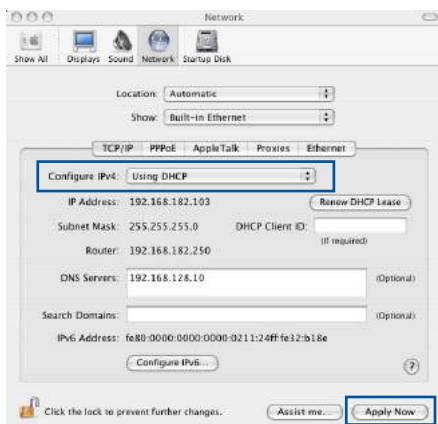 Network
Show All Displays Sound Network Startup Disk
Location: Automatic
Show: Built-in Ethernet
TCP/IP PPPoE AppleTalk Proxies Ethernet
Configure IPv4: Using DHCP
IP Address: 192.168.182.103 Renew DHCP Lease
Subnet Mask: 255.255.255.0 DHCP Client ID:
(If required)
Router: 192.168.182.250
DNS Servers: 192.168.128.10 (Optional)
Search Domains: (Optional)
IPv6 Address: fe80:0000:0000:0000:0211:24ff:fe32:b18e
Configure IPv6... ?
Click the lock to prevent further changes. Assist me... Apply Now